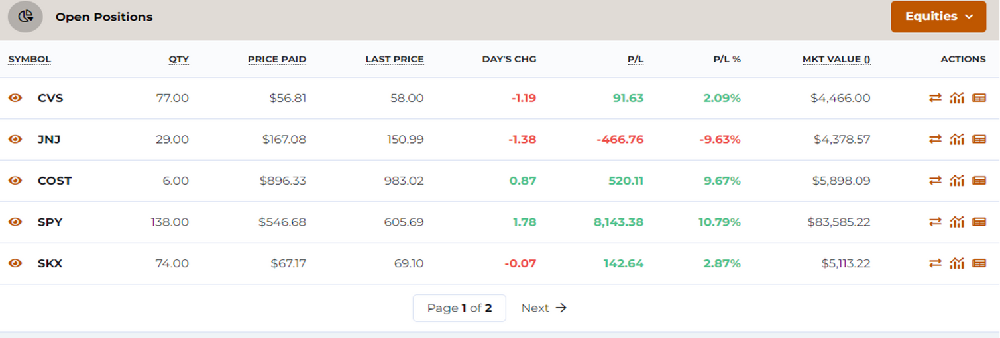 Open Positions Equities
SYMBOL QTY PRICE PAID LAST PRICE DAY'S CHG P/L P/L % MKT VALUE () ACTIONS
CVS 77.00 $56.81 58.00 -1.19 91.63 2.09% $4,466.00
JNJ 29.00 $167.08 150.99 -1.38 -466.76 -9.63% $4,378.57
COST 6.00 $896.33 983.02 0.87 520.11 9.67% $5,898.09
SPY 138.00 $546.68 605.69 1.78 8,143.38 10.79% $83,585.22
SKX 74.00 $67.17 69.10 -0.07 142.64 2.87% $5,113.22
Page 1 of 2 Next